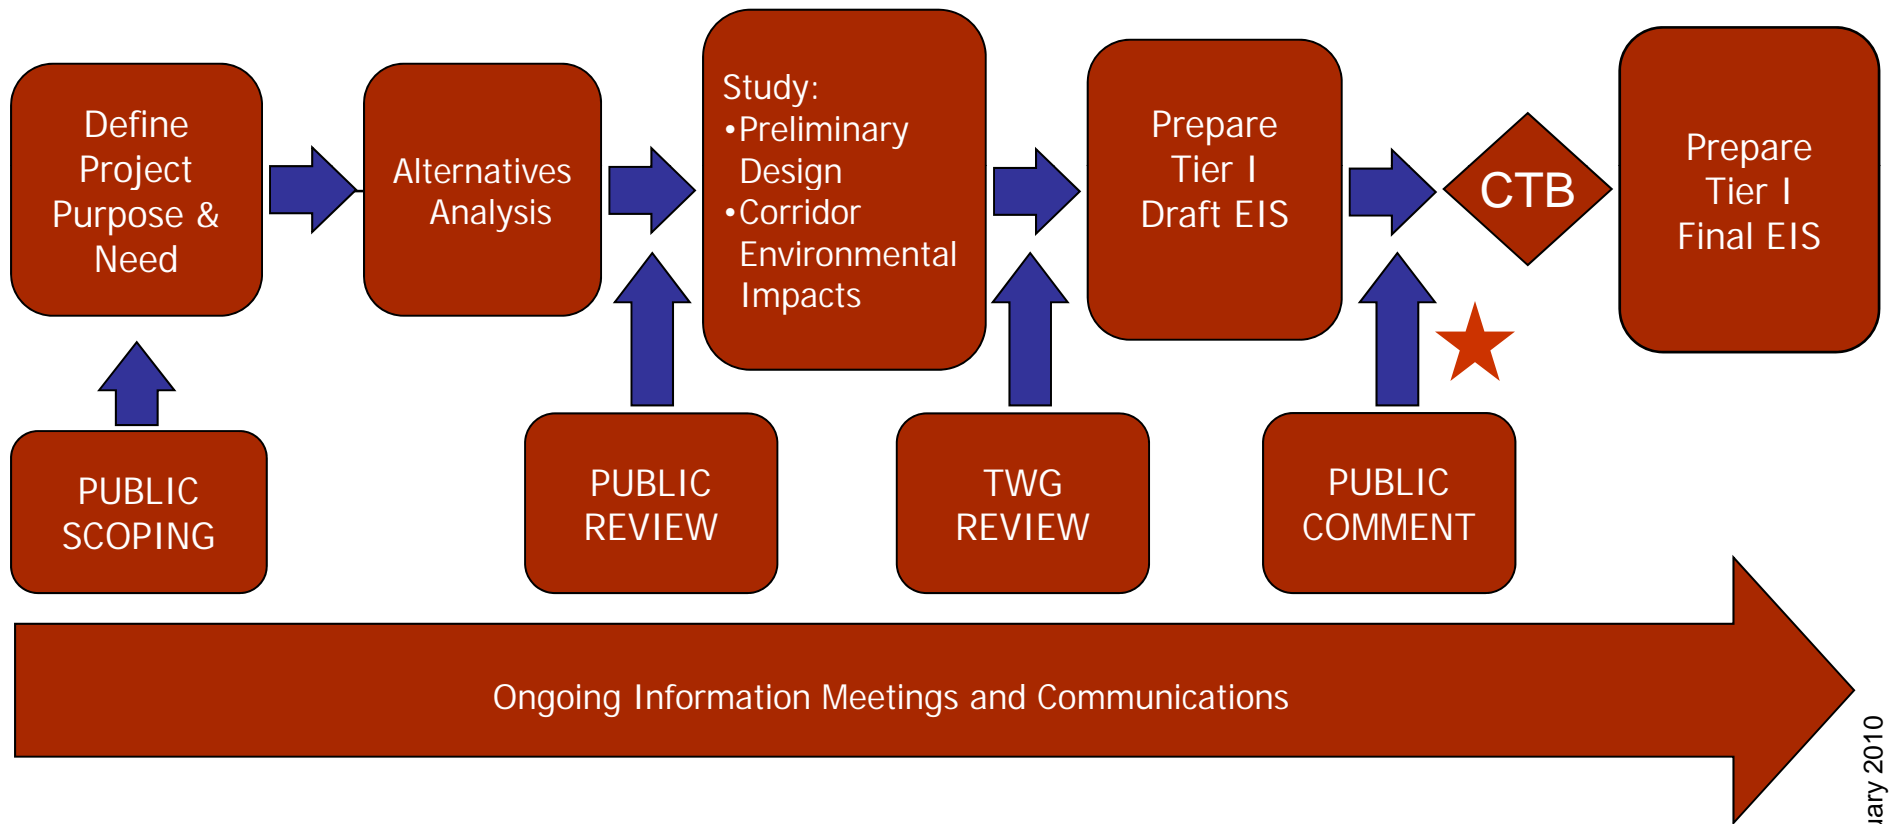 Define
Project
Purpose &
Need
Alternatives
Analysis
Study:
•Preliminary
Design
•Corridor
Environmental
Impacts
Prepare
Tier I
Draft EIS
CTB
Prepare
Tier I
Final EIS
PUBLIC
SCOPING
PUBLIC
REVIEW
TWG
REVIEW
PUBLIC
COMMENT
Ongoing Information Meetings and Communications
2010